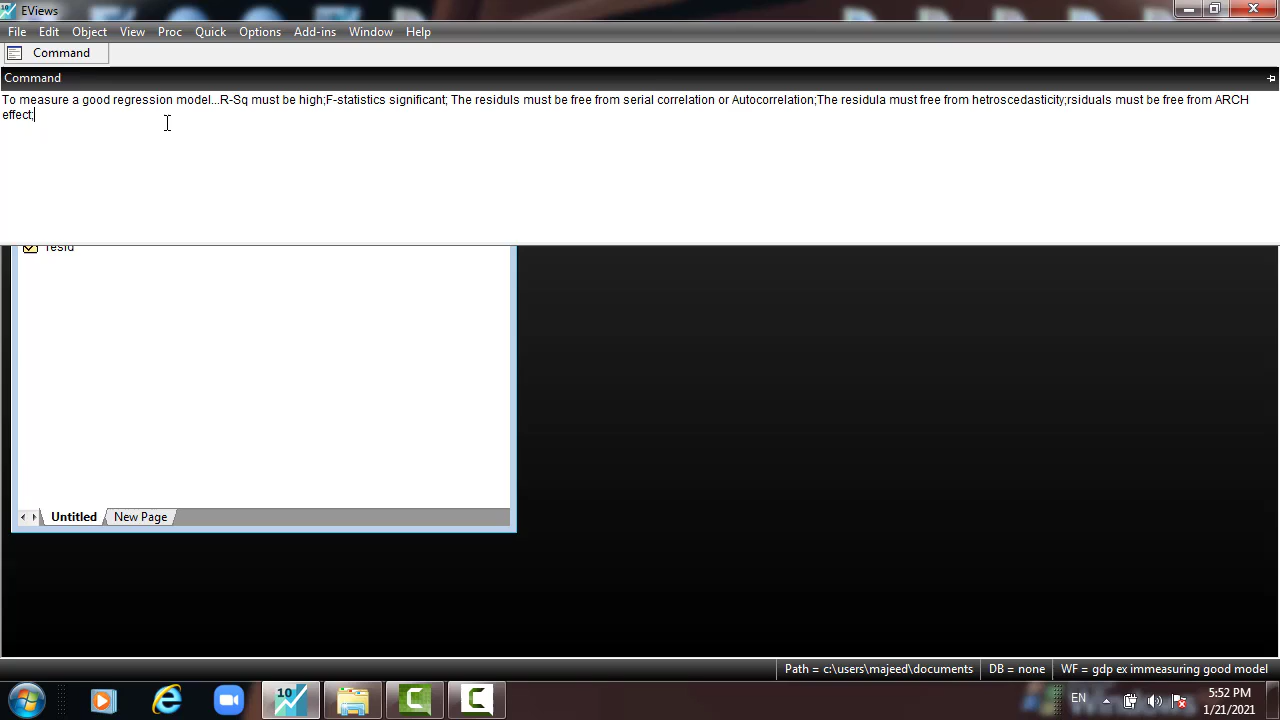 EViews
File Edit Object View Proc Quick Options Add-ins Window Help
Command
Command
To measure a good regression model...R-Sq must be high;F-statistics significant; The residuls must be free from serial correlation or Autocorrelation;The residula must free from hetroscedasticity;rsiduals must be free from ARCH
effect;
resid
Untitled New Page
Path = c:\users\majeed\documents DB = none WF = gdp ex immeasuring good model
10 EN 5:52 PM
1/21/2021